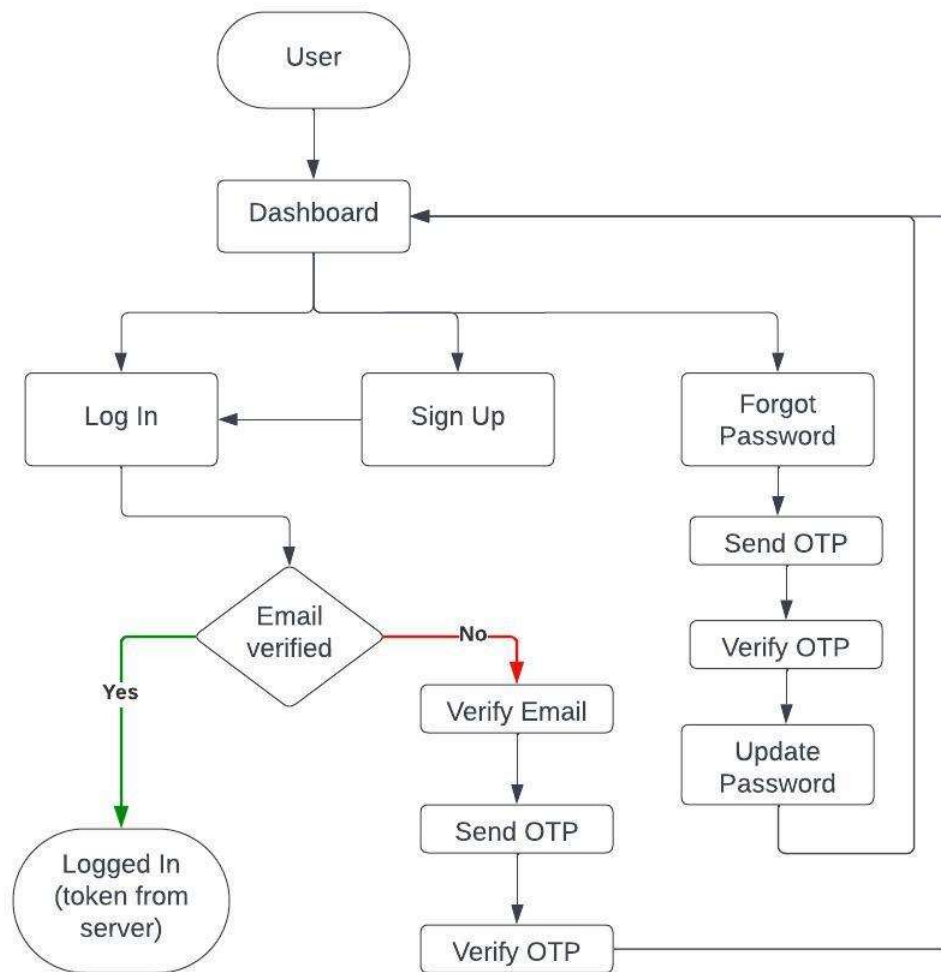 User
Dashboard
Log In
Sign Up
Forgot
Password
Send OTP
Verify OTP
Update
Password
Email
verified
Yes
No
Verify Email
Send OTP
Verify OTP
Logged In
(token from
server)